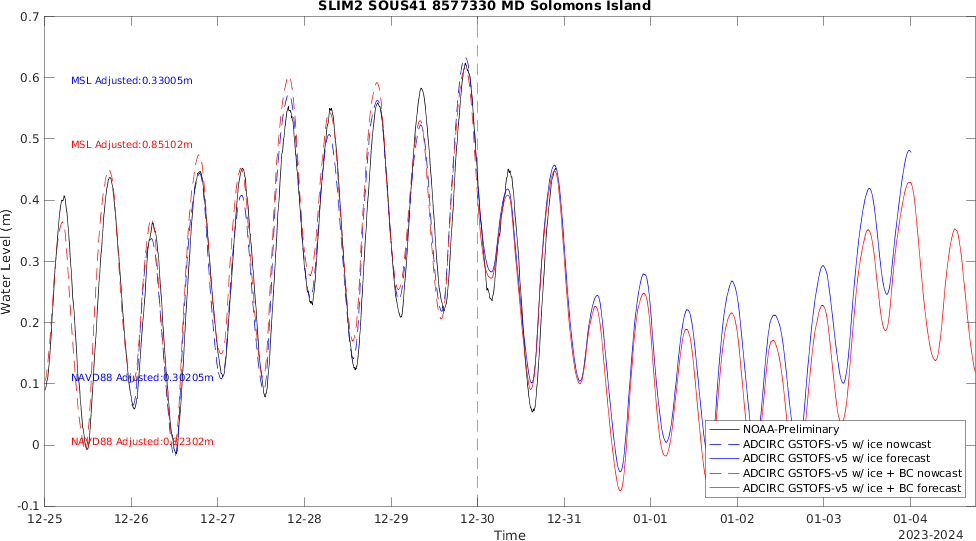 SLIM2 SOUS41 8577330 MD Solomons Island
0.7
0.6
0.5
0.4
0.3
0.2
0.1
0
-0.1
Water Level (m)
MSL Adjusted:0.33005m
MSL Adjusted:0.85102m
NAVD88 Adjusted:0.30205m
NAVD88 Adjusted:0.82302m
NOAA-Preliminary
ADCIRC GSTOFS-v5 w/ ice nowcast
ADCIRC GSTOFS-v5 w/ ice forecast
ADCIRC GSTOFS-v5 w/ ice + BC nowcast
ADCIRC GSTOFS-v5 w/ ice + BC forecast
12-25 12-26 12-27 12-28 12-29 12-30 12-31 01-01 01-02 01-03 01-04
Time
2023-2024